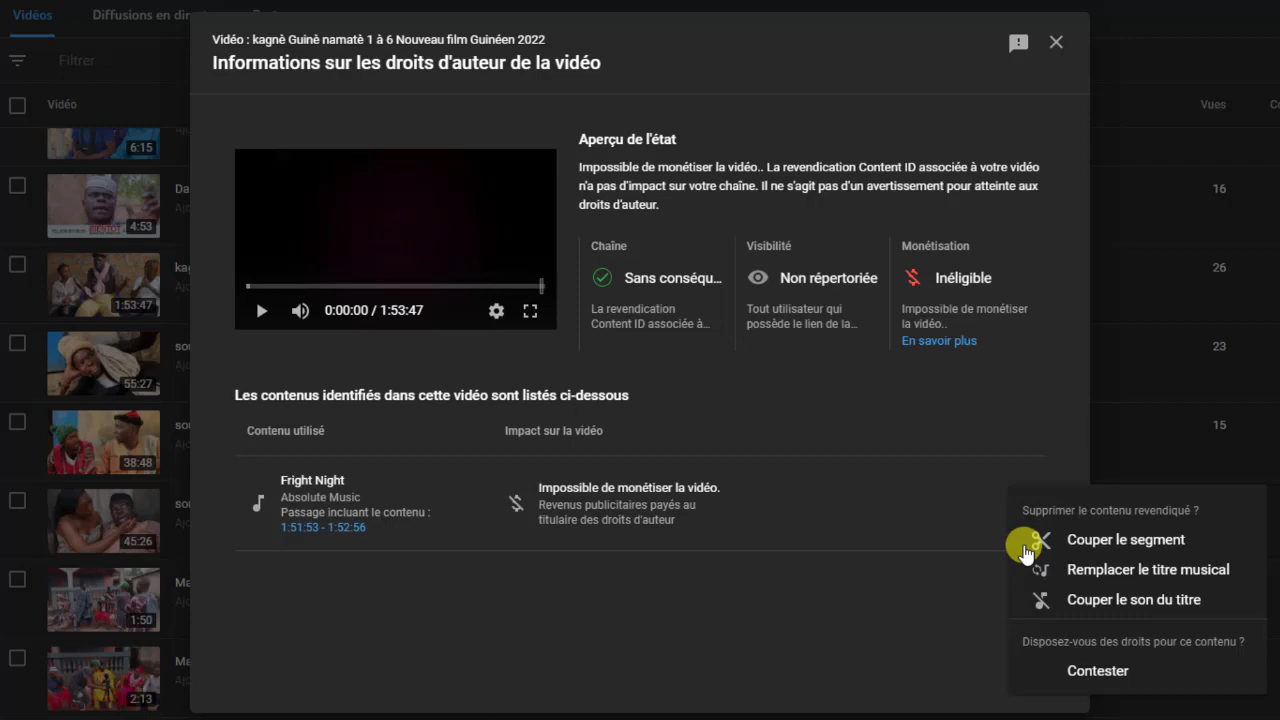 Vidéos
Diffusions en dire
Vidéo : kagnè Guinè namatè 1 à 6 Nouveau film Guinéen 2022
Informations sur les droits d'auteur de la vidéo
Filtrer
Vidéo
Vues
6:15
Aperçu de l'état
Impossible de monétiser la vidéo.. La revendication Content ID associée à votre vidéo
n'a pas d'impact sur votre chaîne. Il ne s'agit pas d'un avertissement pour atteinte aux
droits d'auteur.
Da
16
4:53
Chaîne
Visibilité
Monétisation
kag
26
Sans conséqu...
Non répertoriée
Inéligible
1:53:47
0:00:00 / 1:53:47
La revendication
Content ID associée à...
Tout utilisateur qui
possède le lien de la...
Impossible de monétiser
la vidéo..
En savoir plus
sou
23
55:27
Les contenus identifiés dans cette vidéo sont listés ci-dessous
Contenu utilisé
Impact sur la vidéo
sou
15
38:48
Fright Night
Absolute Music
Passage incluant le contenu :
1:51:53 - 1:52:56
Impossible de monétiser la vidéo.
Revenus publicitaires payés au
titulaire des droits d'auteur
sou
45:26
Supprimer le contenu revendiqué ?
Couper le segment
Remplacer le titre musical
Couper le son du titre
Disposez-vous des droits pour ce contenu ?
Contester
Ma
1:50
Ma
2:13